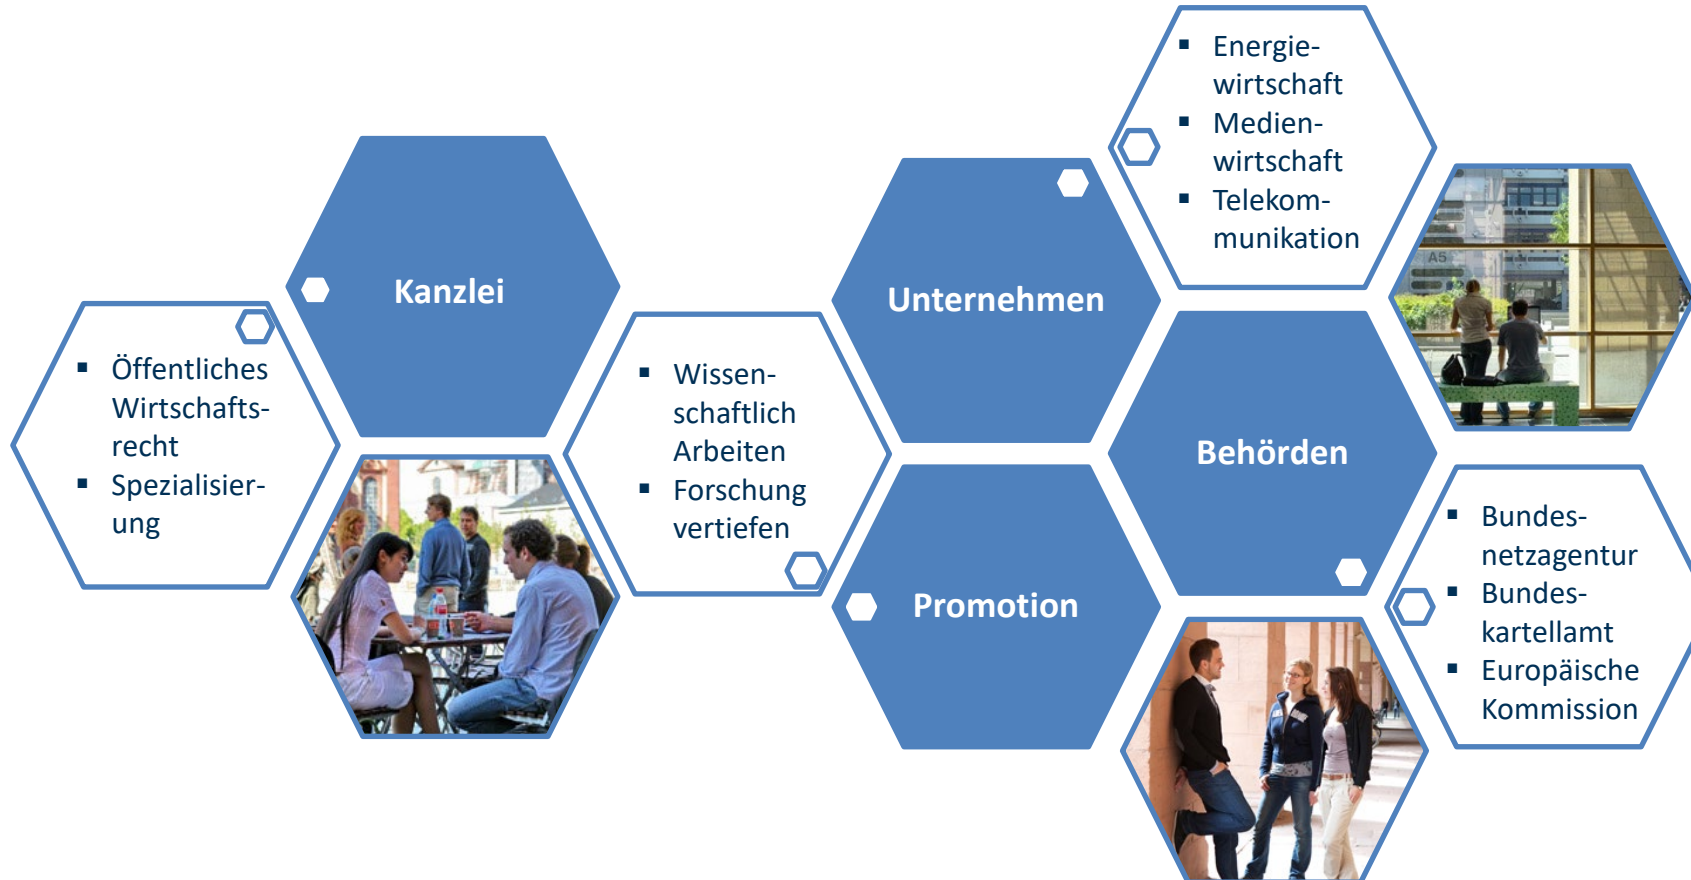 Kanzlei
▪ Öffentliches
Wirtschafts-
recht
▪ Spezialisier-
ung
Promotion
▪ Wissen-
schaftlich
Arbeiten
▪ Forschung
vertiefen
Unternehmen
▪ Energie-
wirtschaft
▪ Medien-
wirtschaft
▪ Telekom-
munikation
Behörden
▪ Bundes-
netzagentur
▪ Bundes-
kartellamt
▪ Europäische
Kommission
A5